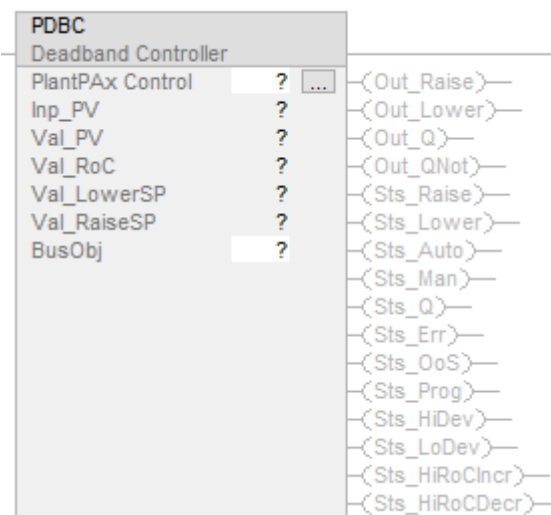 PDBC
Deadband Controller
PlantPAx Control ? ...
Inp_PV ?
Val_PV ?
Val_RoC ?
Val_LowerSP ?
Val_RaiseSP ?
BusObj ?
Out_Raise
Out_Lower
Out_Q
Out_QNot
Sts_Raise
Sts_Lower
Sts_Auto
Sts_Man
Sts_Q
Sts_Err
Sts_OoS
Sts_Prog
Sts_HiDev
Sts_LoDev
Sts_HiRoCIncr
Sts_HiRoCDecr